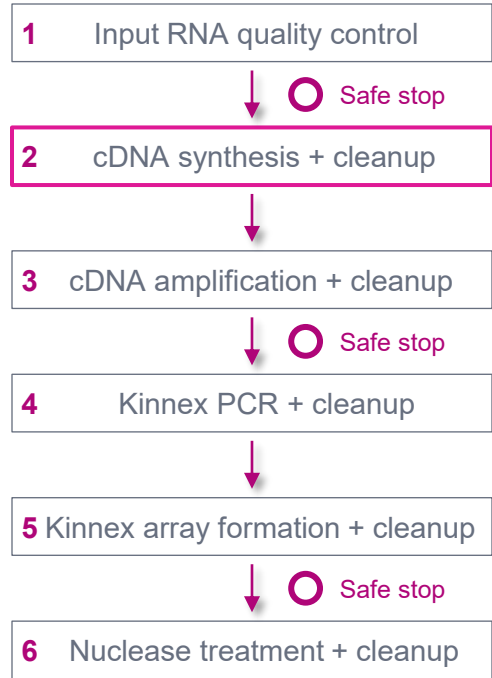 1 Input RNA quality control
Safe stop
2 cDNA synthesis + cleanup
3 cDNA amplification + cleanup
Safe stop
4 Kinnex PCR + cleanup
5 Kinnex array formation + cleanup
Safe stop
6 Nuclease treatment + cleanup